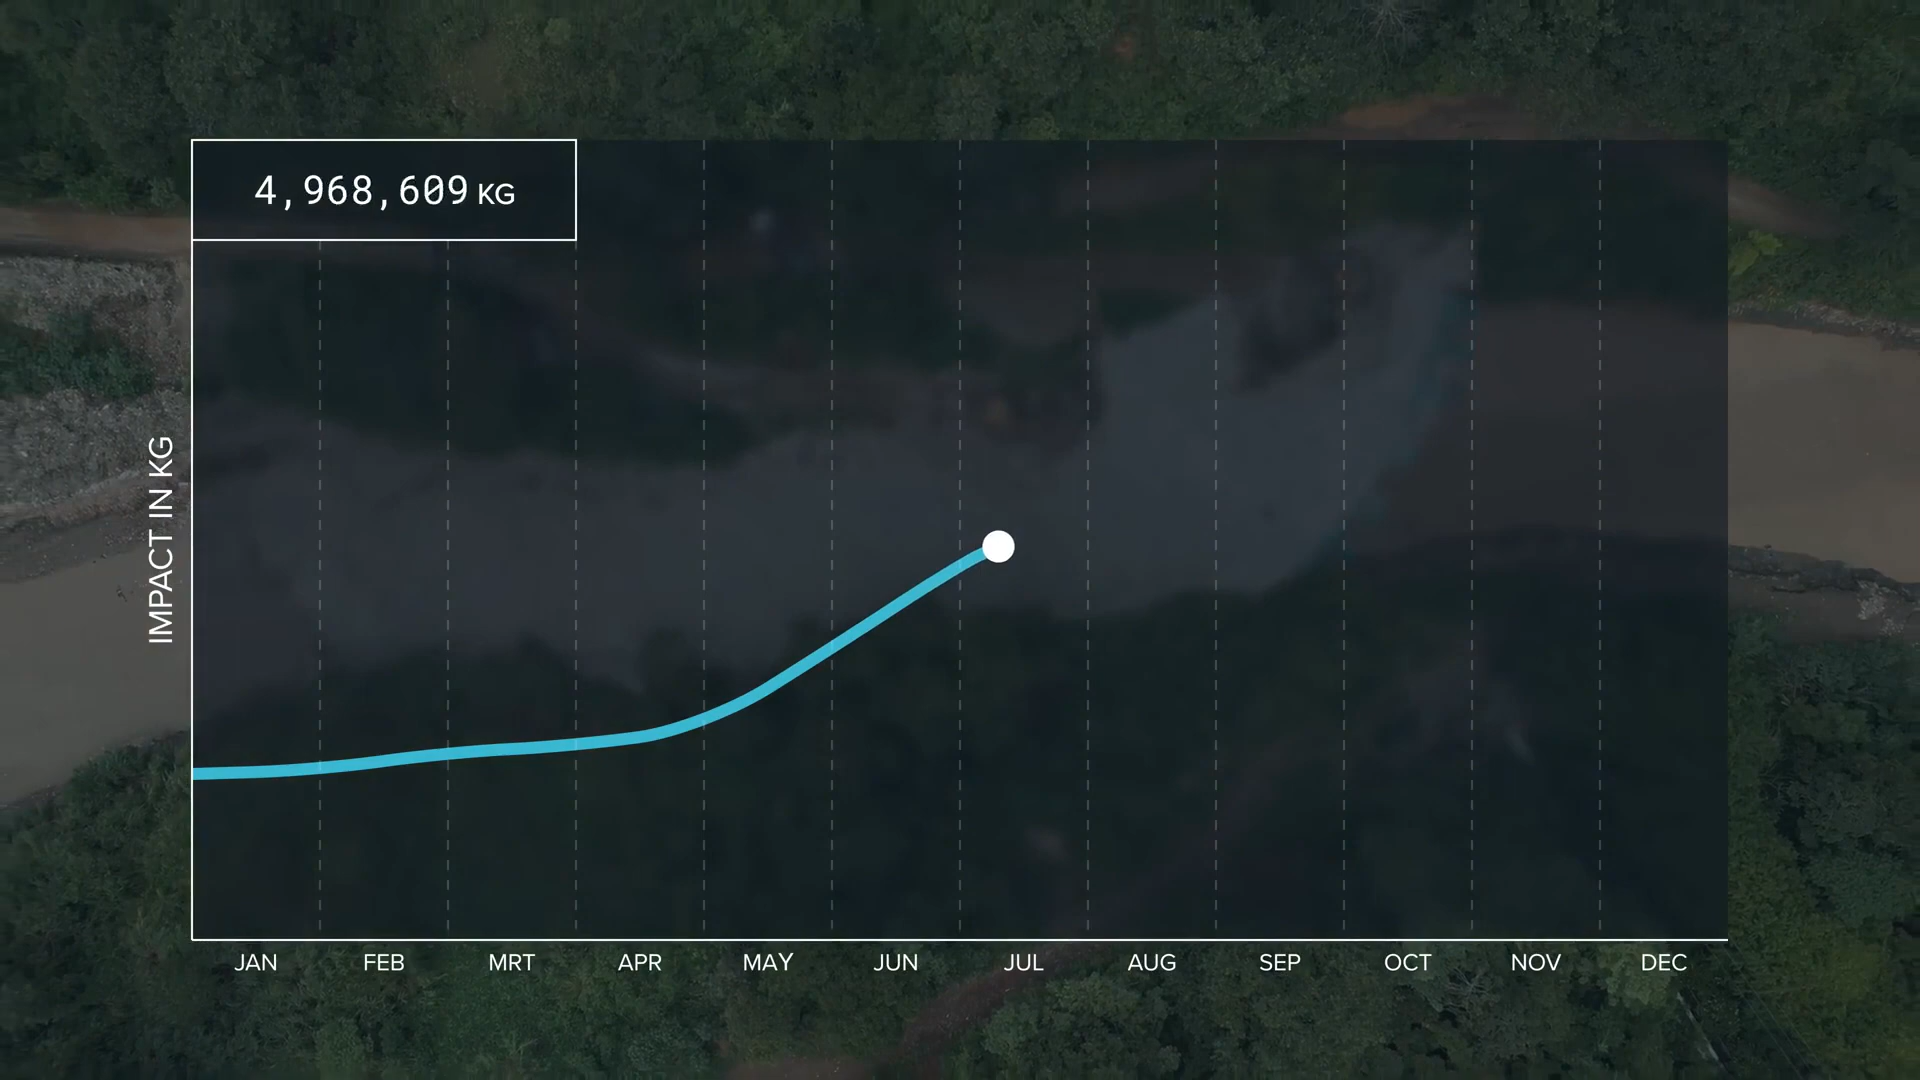 4,968,609 KG
IMPACT IN KG
JAN FEB MRT APR MAY JUN JUL AUG SEP OCT NOV DEC